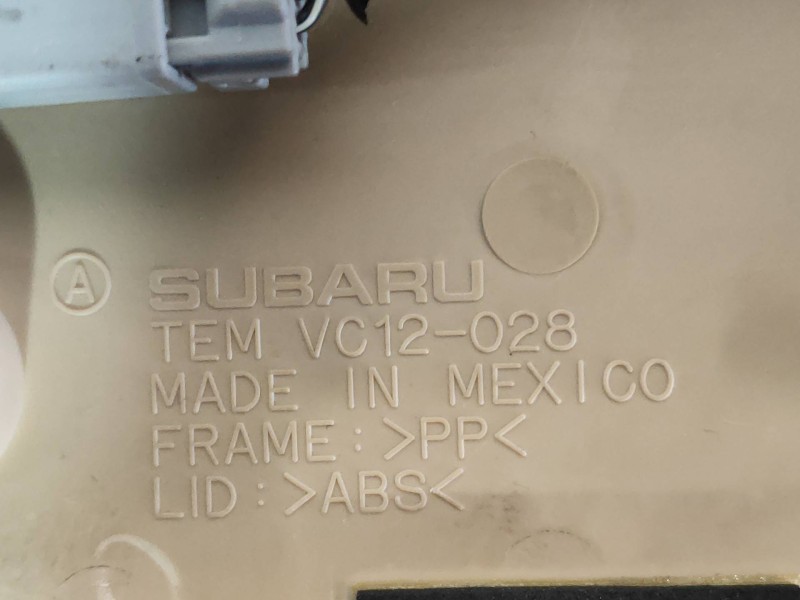 A SUBARU
TEM VC12-028
MADE IN MEXICO
FRAME: >PP<
LID: >ABS<